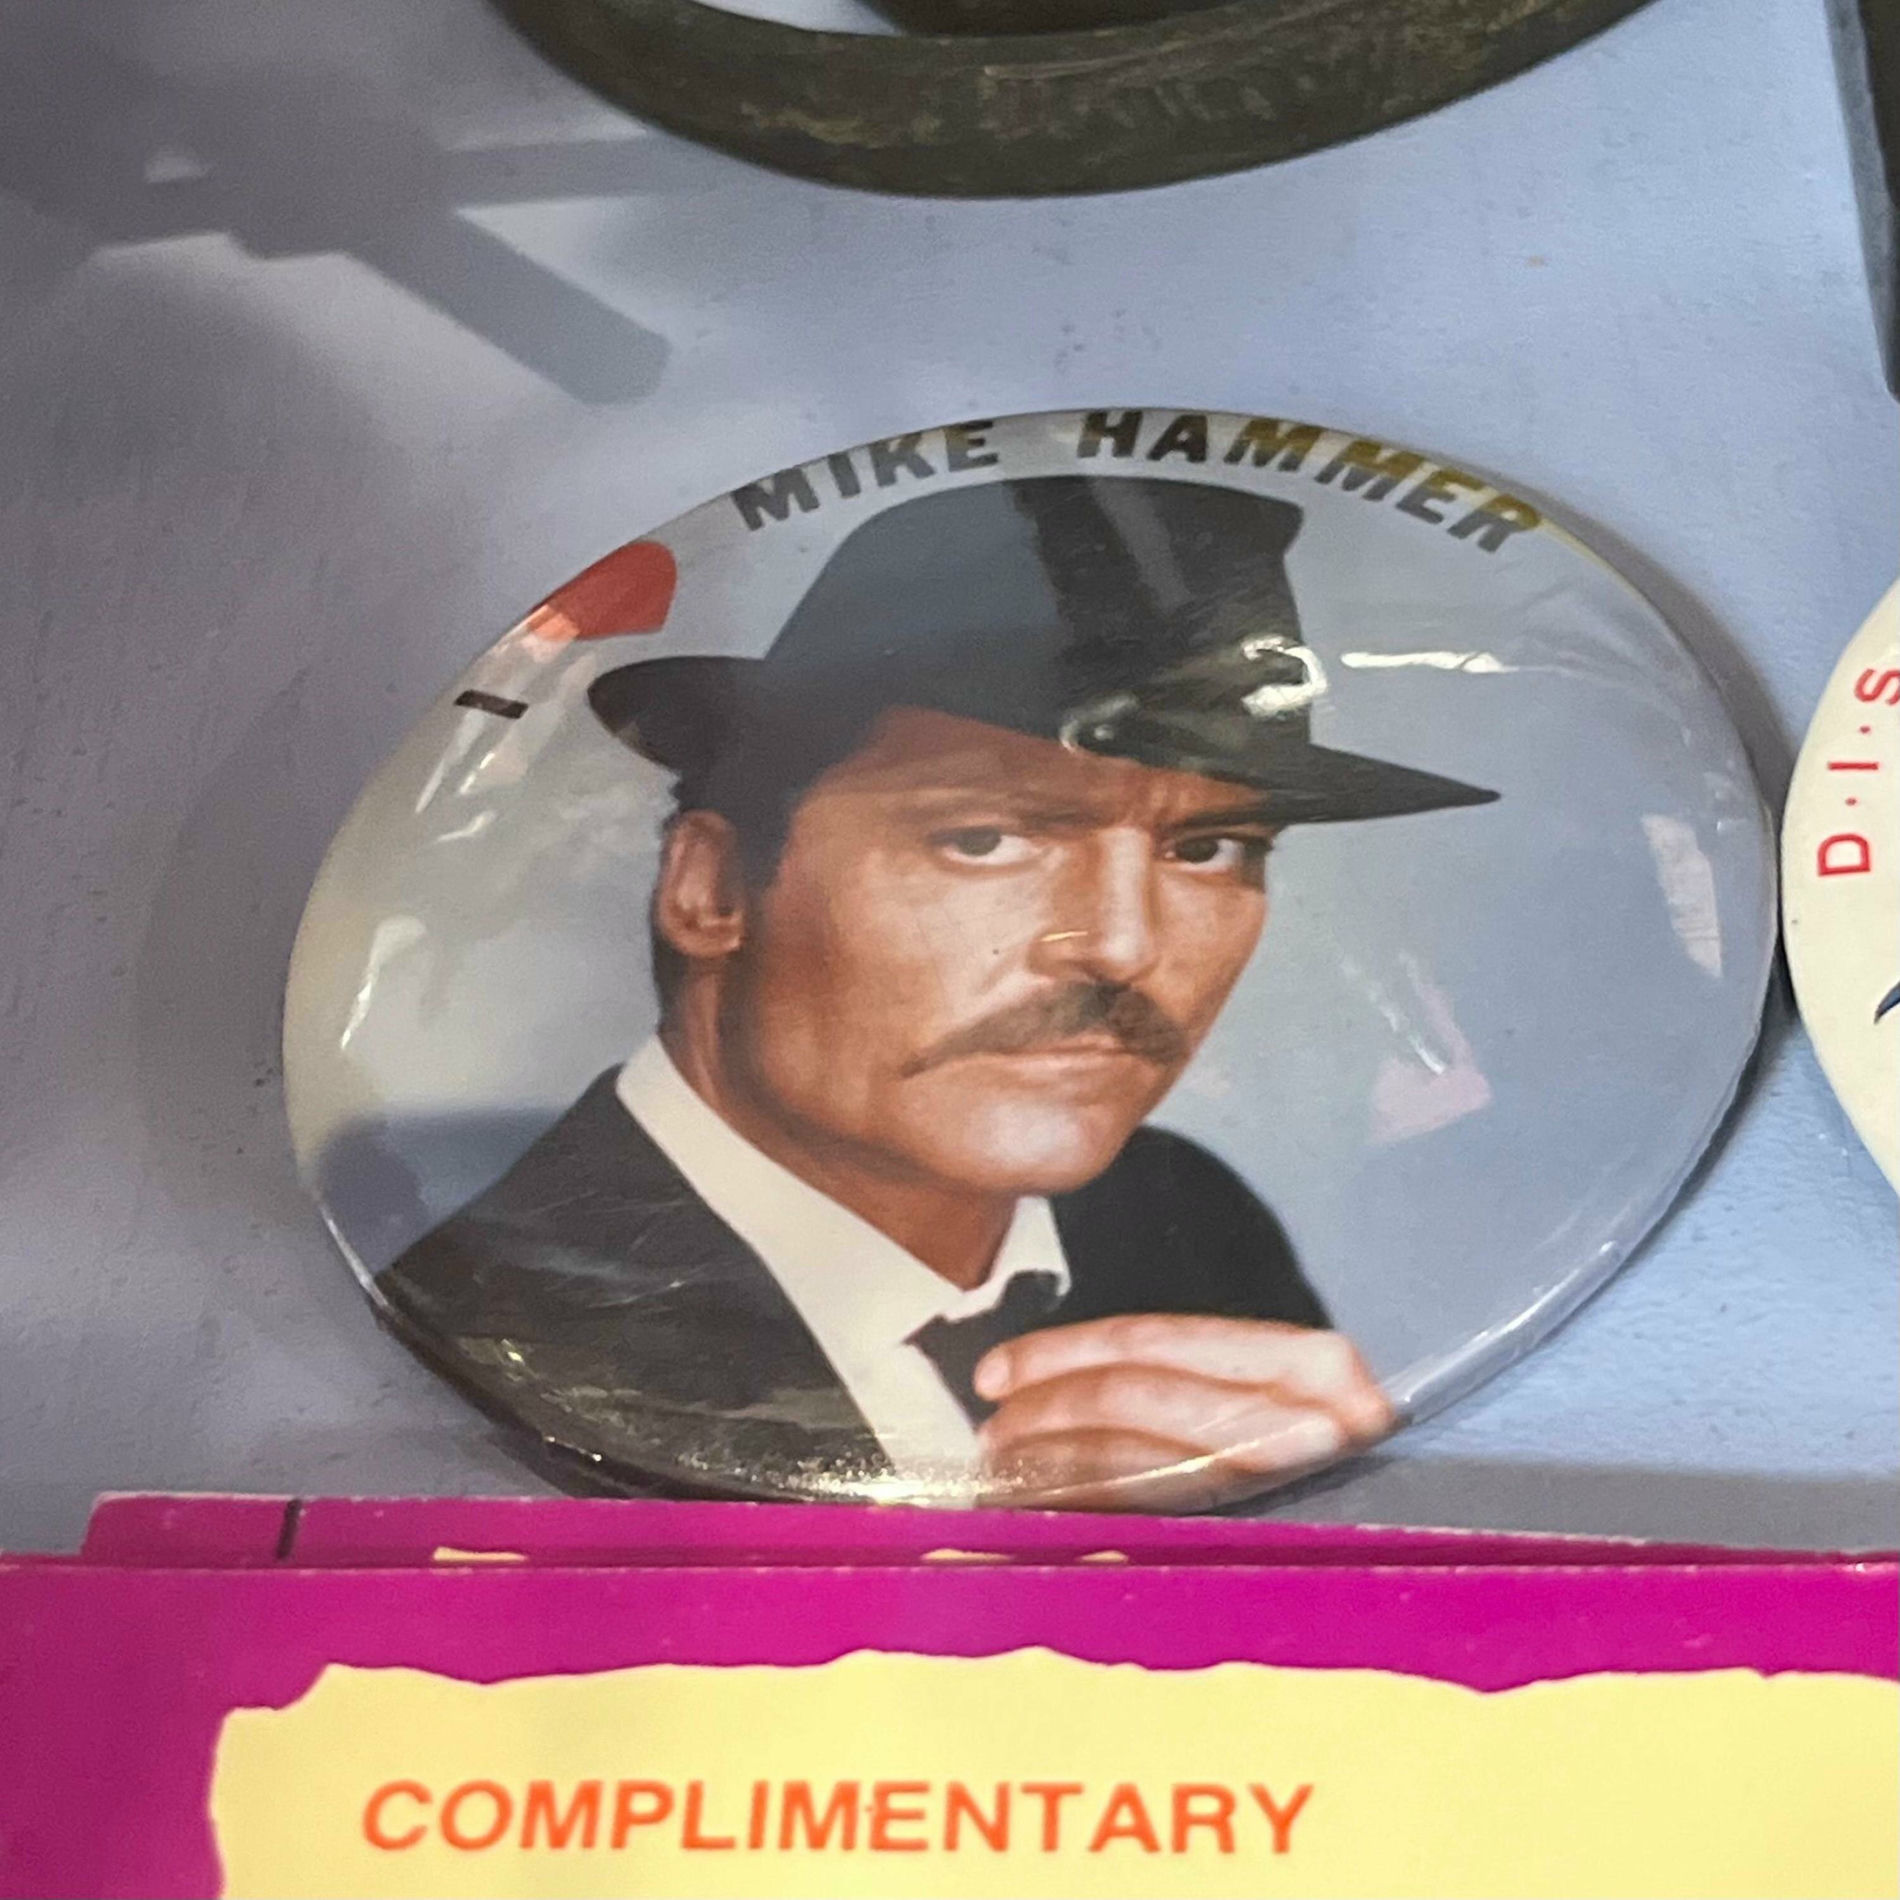 I MIKE HAMMER
D·I·S
COMPLIMENTARY